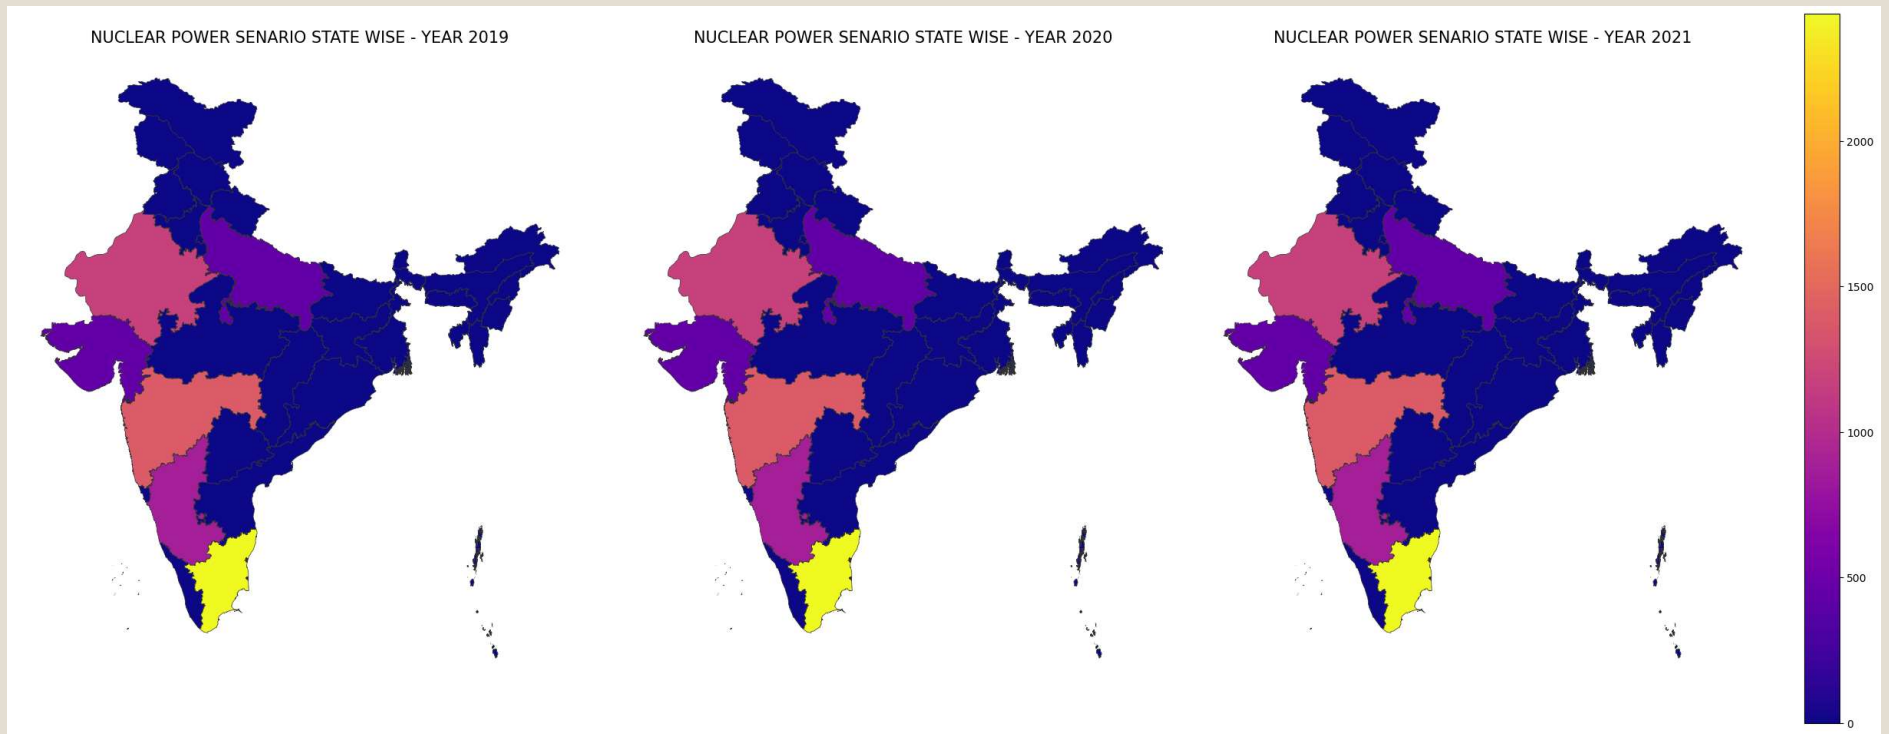 NUCLEAR POWER SENARIO STATE WISE - YEAR 2019
NUCLEAR POWER SENARIO STATE WISE - YEAR 2020
NUCLEAR POWER SENARIO STATE WISE - YEAR 2021
2000
1500
1000
500
0